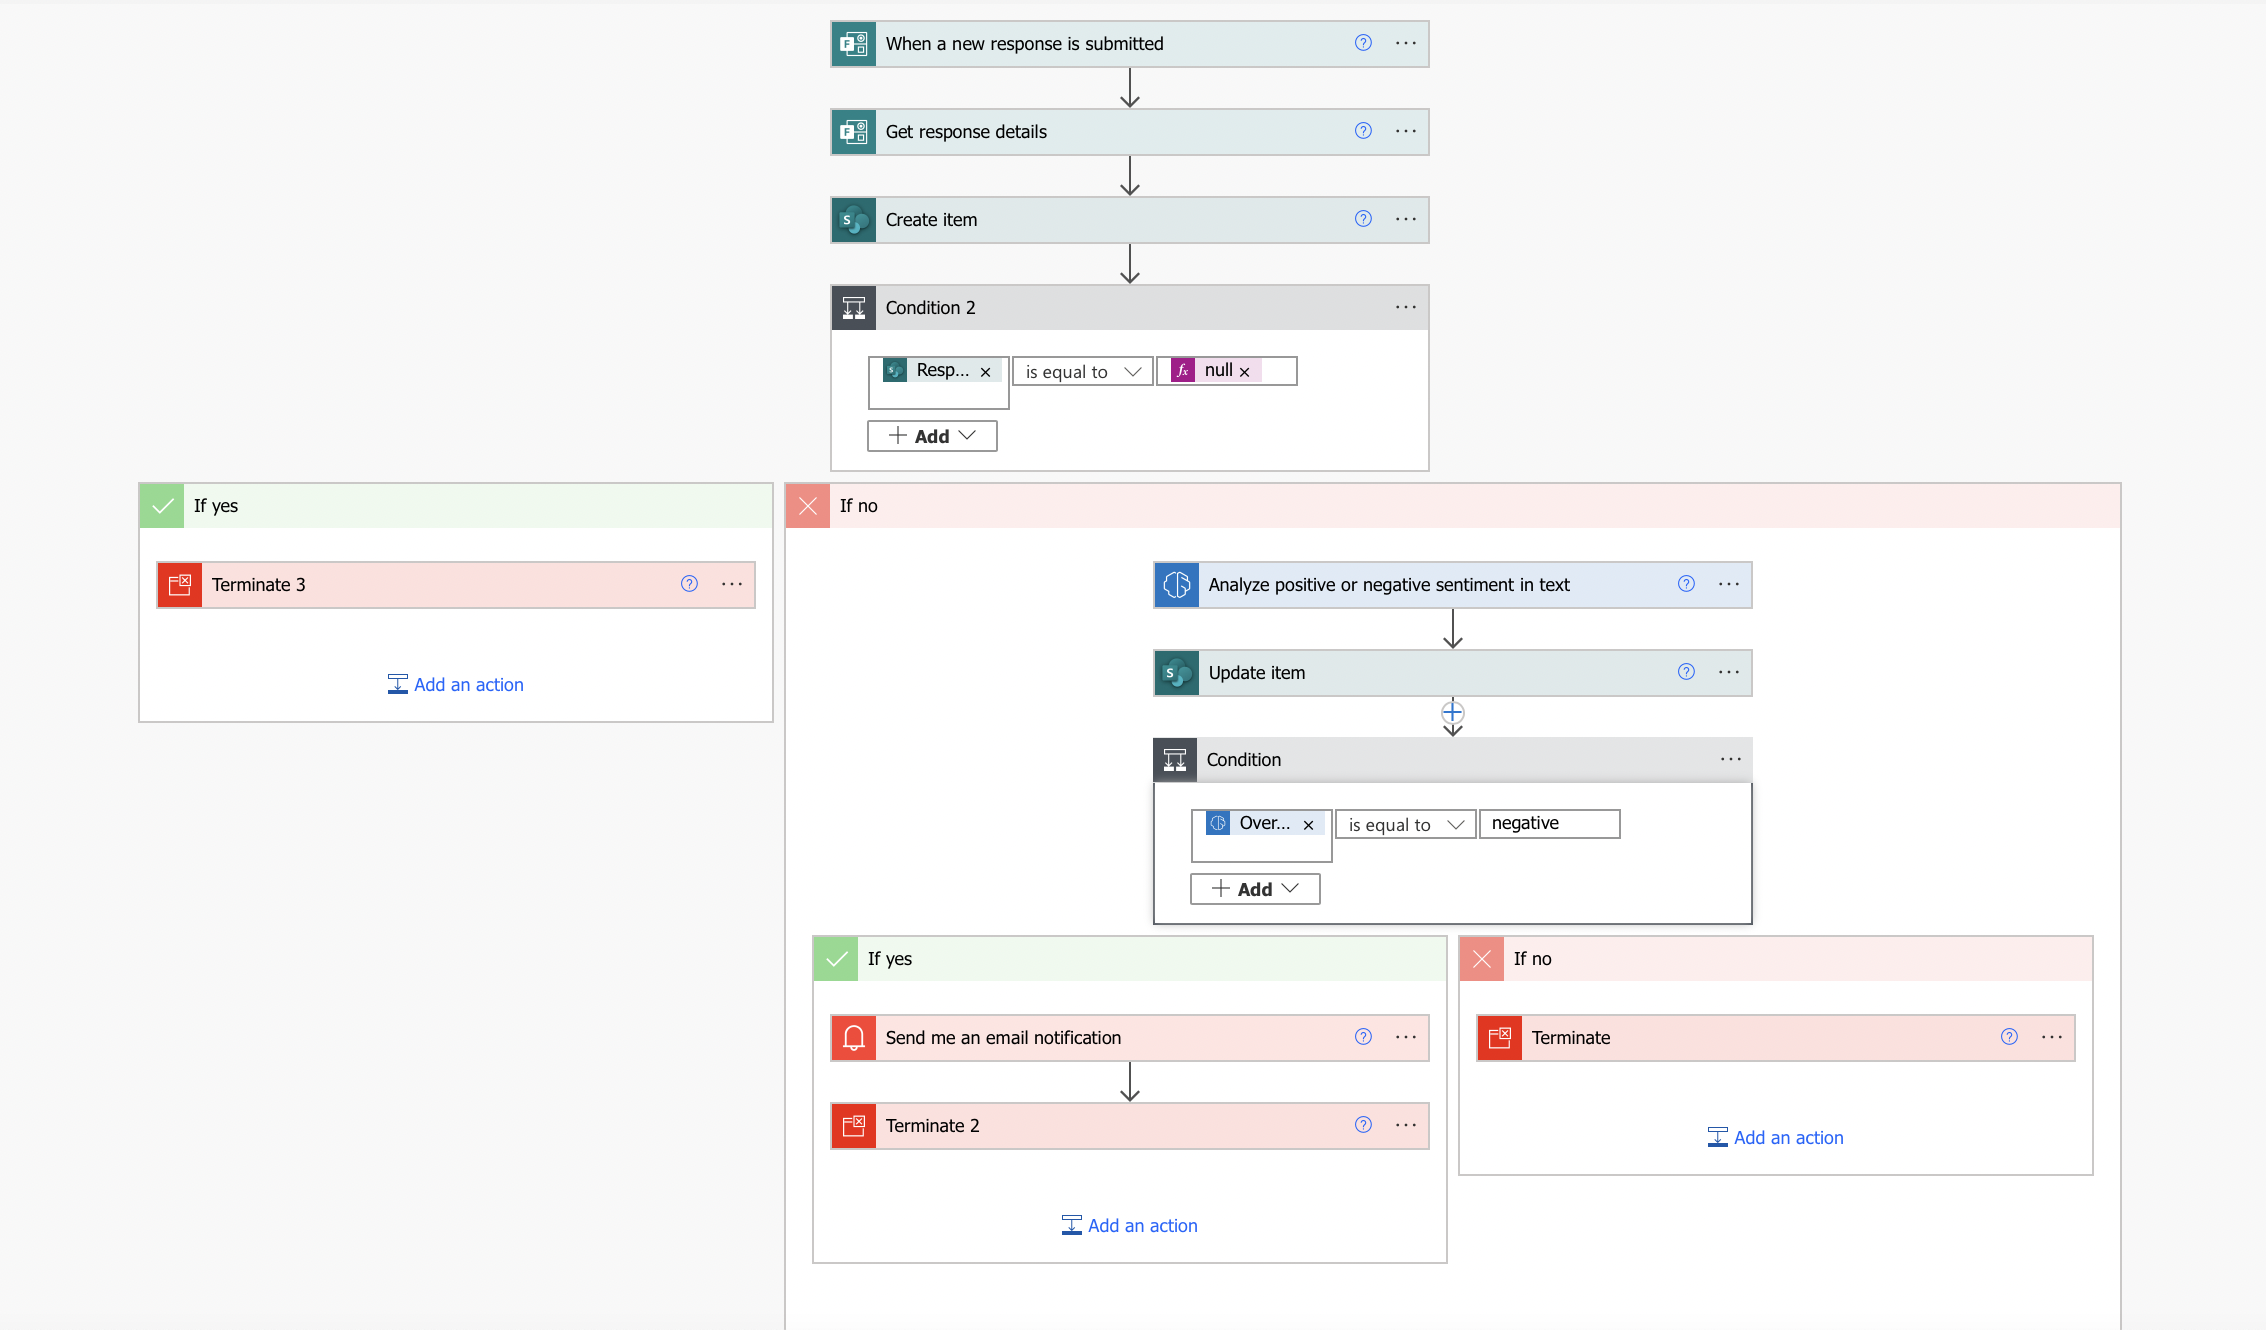 When a new response is submitted
Get response details
Create item
Condition 2
Resp... × is equal to fx null ×
+ Add
If yes
If no
Terminate 3
Add an action
Analyze positive or negative sentiment in text
Update item
Condition
Over... × is equal to negative
+ Add
If yes
If no
Send me an email notification
Terminate
Terminate 2
Add an action
Add an action